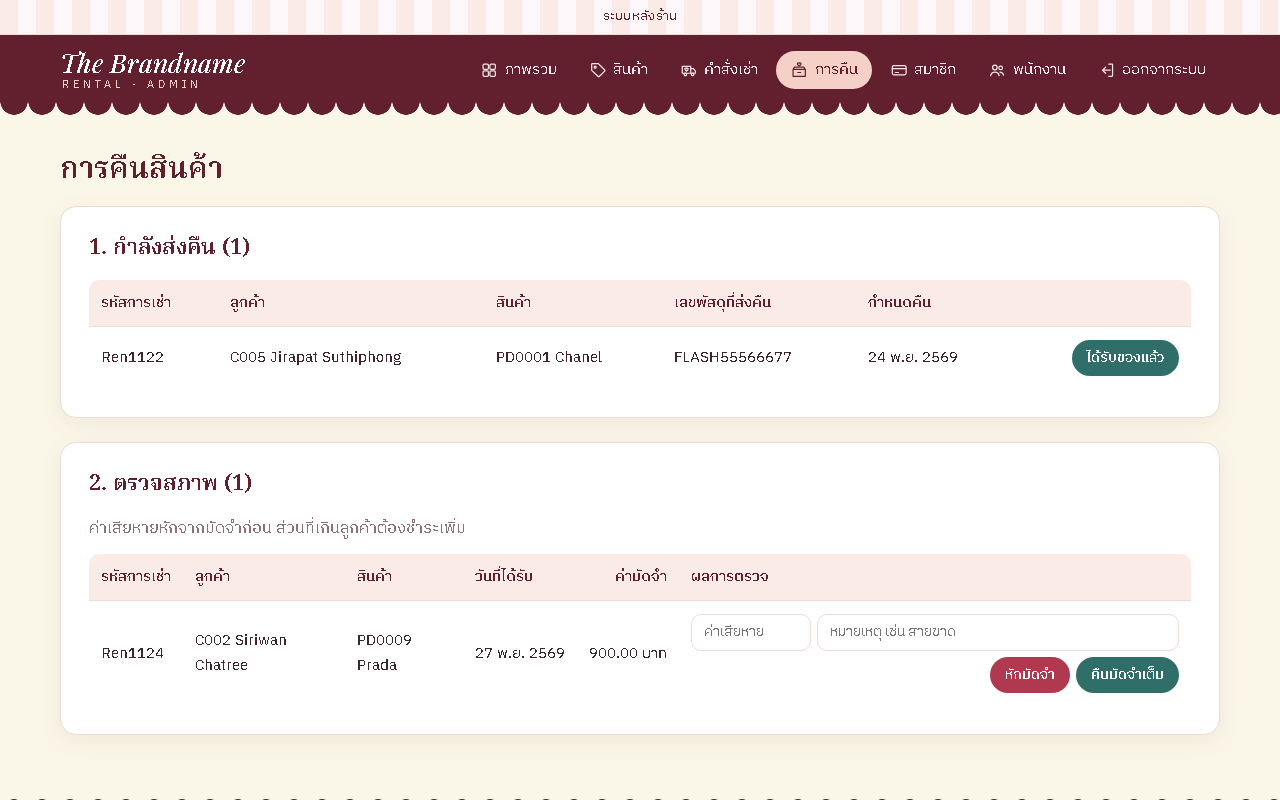 ระบบหลังร้าน
The Brandname
RENTAL · ADMIN
ภาพรวม
สินค้า
คำสั่งเช่า
การคืน
สมาชิก
พนักงาน
ออกจากระบบ
การคืนสินค้า
1. กำลังส่งคืน (1)
รหัสการเช่า ลูกค้า สินค้า เลขพัสดุที่ส่งคืน กำหนดคืน
Ren1122 C005 Jirapat Suthiphong PD0001 Chanel FLASH55566677 24 พ.ย. 2569 ได้รับของแล้ว
2. ตรวจสภาพ (1)
ค่าเสียหายหักจากมัดจำก่อน ส่วนที่เกินลูกค้าต้องชำระเพิ่ม
รหัสการเช่า ลูกค้า สินค้า วันที่ได้รับ ค่ามัดจำ ผลการตรวจ
Ren1124 C002 Siriwan Chatree PD0009 Prada 27 พ.ย. 2569 900.00 บาท ค่าเสียหาย หมายเหตุ เช่น สายขาด
หักมัดจำ คืนมัดจำเต็ม